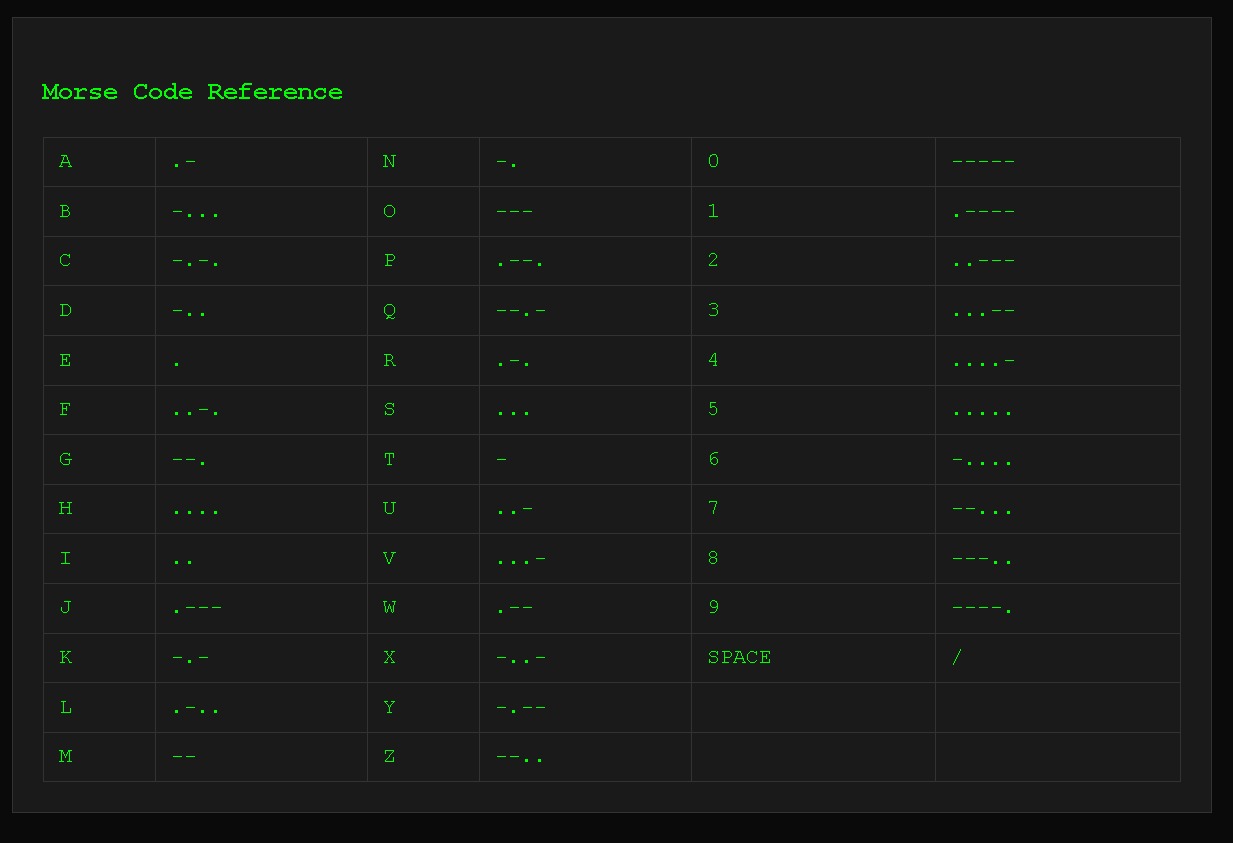 Morse Code Reference
A .- N -. 0 -----
B -... O --- 1 .----
C -.-. P .--. 2 ..---
D -.. Q --.- 3 ...--
E . R .-. 4 ....-
F ..-. S ... 5 .....
G --. T - 6 -....
H .... U ..- 7 --...
I .. V ...- 8 ---..
J .--- W .-- 9 ----.
K -.- X -..- SPACE /
L .-.. Y -.--
M -- Z --..